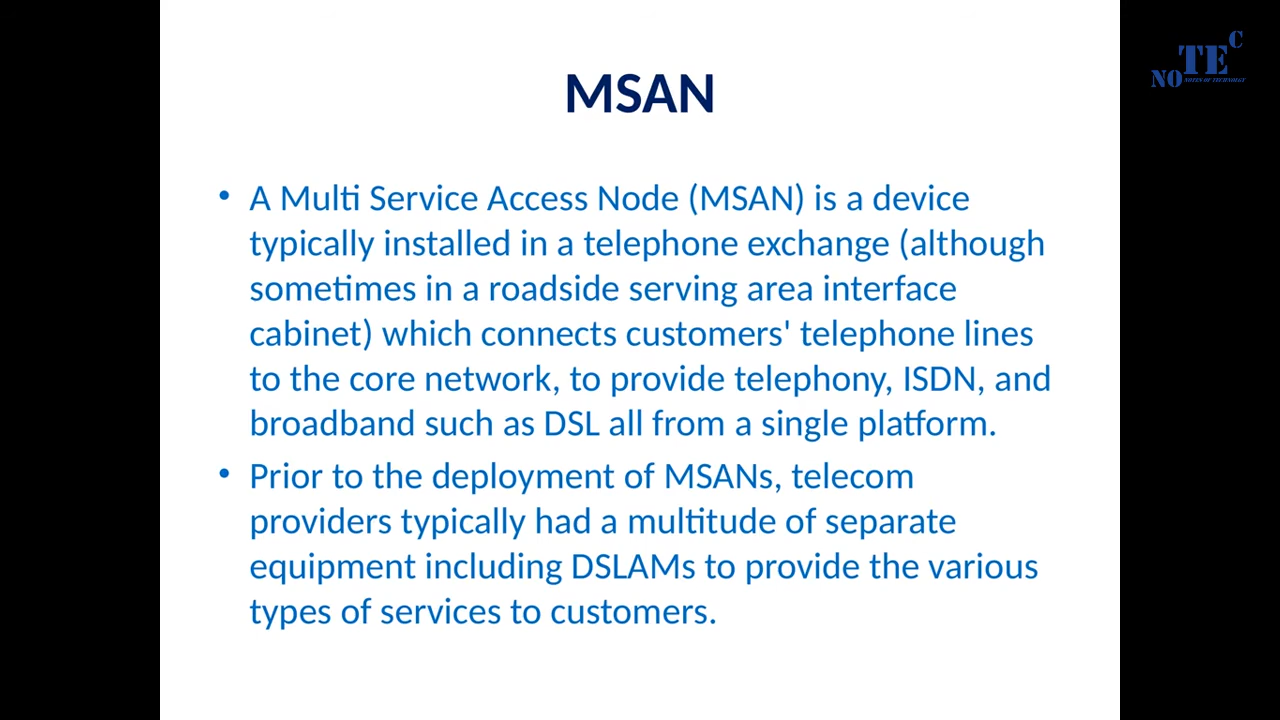 MSAN
• A Multi Service Access Node (MSAN) is a device
typically installed in a telephone exchange (although
sometimes in a roadside serving area interface
cabinet) which connects customers' telephone lines
to the core network, to provide telephony, ISDN, and
broadband such as DSL all from a single platform.
• Prior to the deployment of MSANs, telecom
providers typically had a multitude of separate
equipment including DSLAMs to provide the various
types of services to customers.
NOTEC
NOTES OF TECHNOLOGY